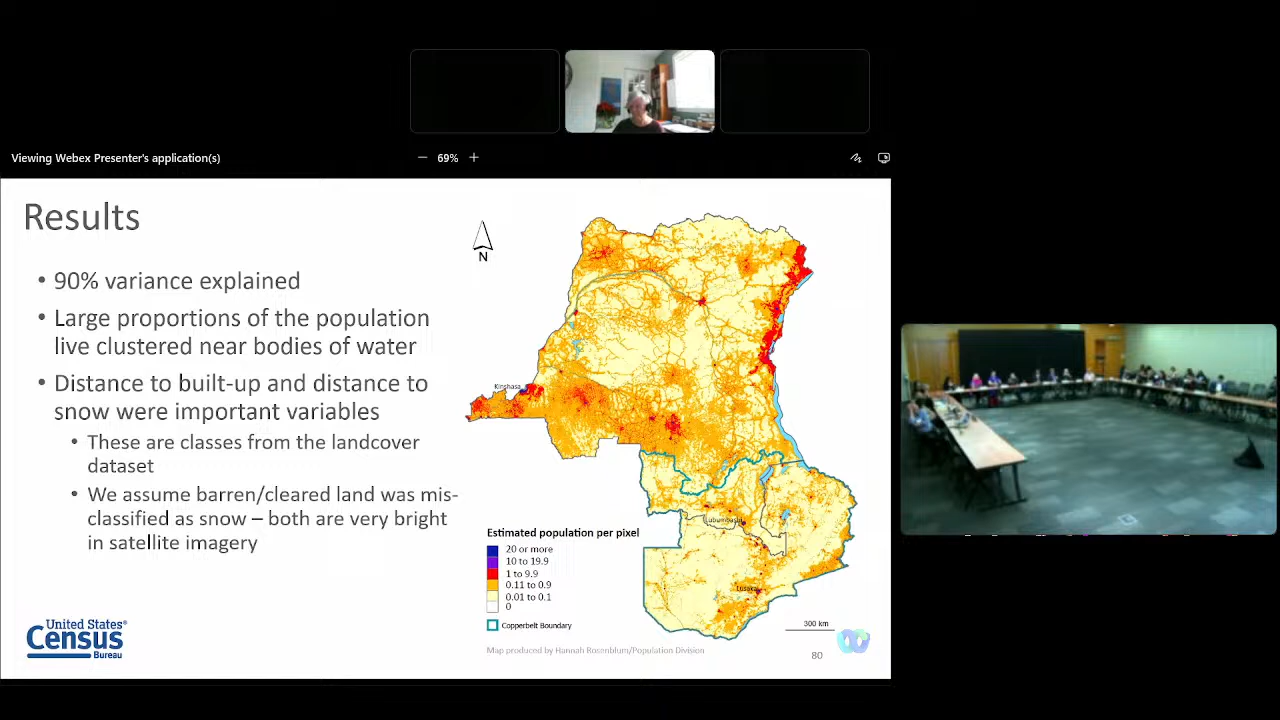 Viewing Webex Presenter's application(s)
69%
Results
• 90% variance explained
• Large proportions of the population
live clustered near bodies of water
• Distance to built-up and distance to
snow were important variables
• These are classes from the landcover
dataset
• We assume barren/cleared land was mis-
classified as snow – both are very bright
in satellite imagery
N
Kinshasa
Lubumbashi
Lusaka
Estimated population per pixel
20 or more
10 to 19.9
1 to 9.9
0.11 to 0.9
0.01 to 0.1
0
Copperbelt Boundary
300 km
Map produced by Hannah Rosenblum/Population Division
80
United States®
Census
Bureau